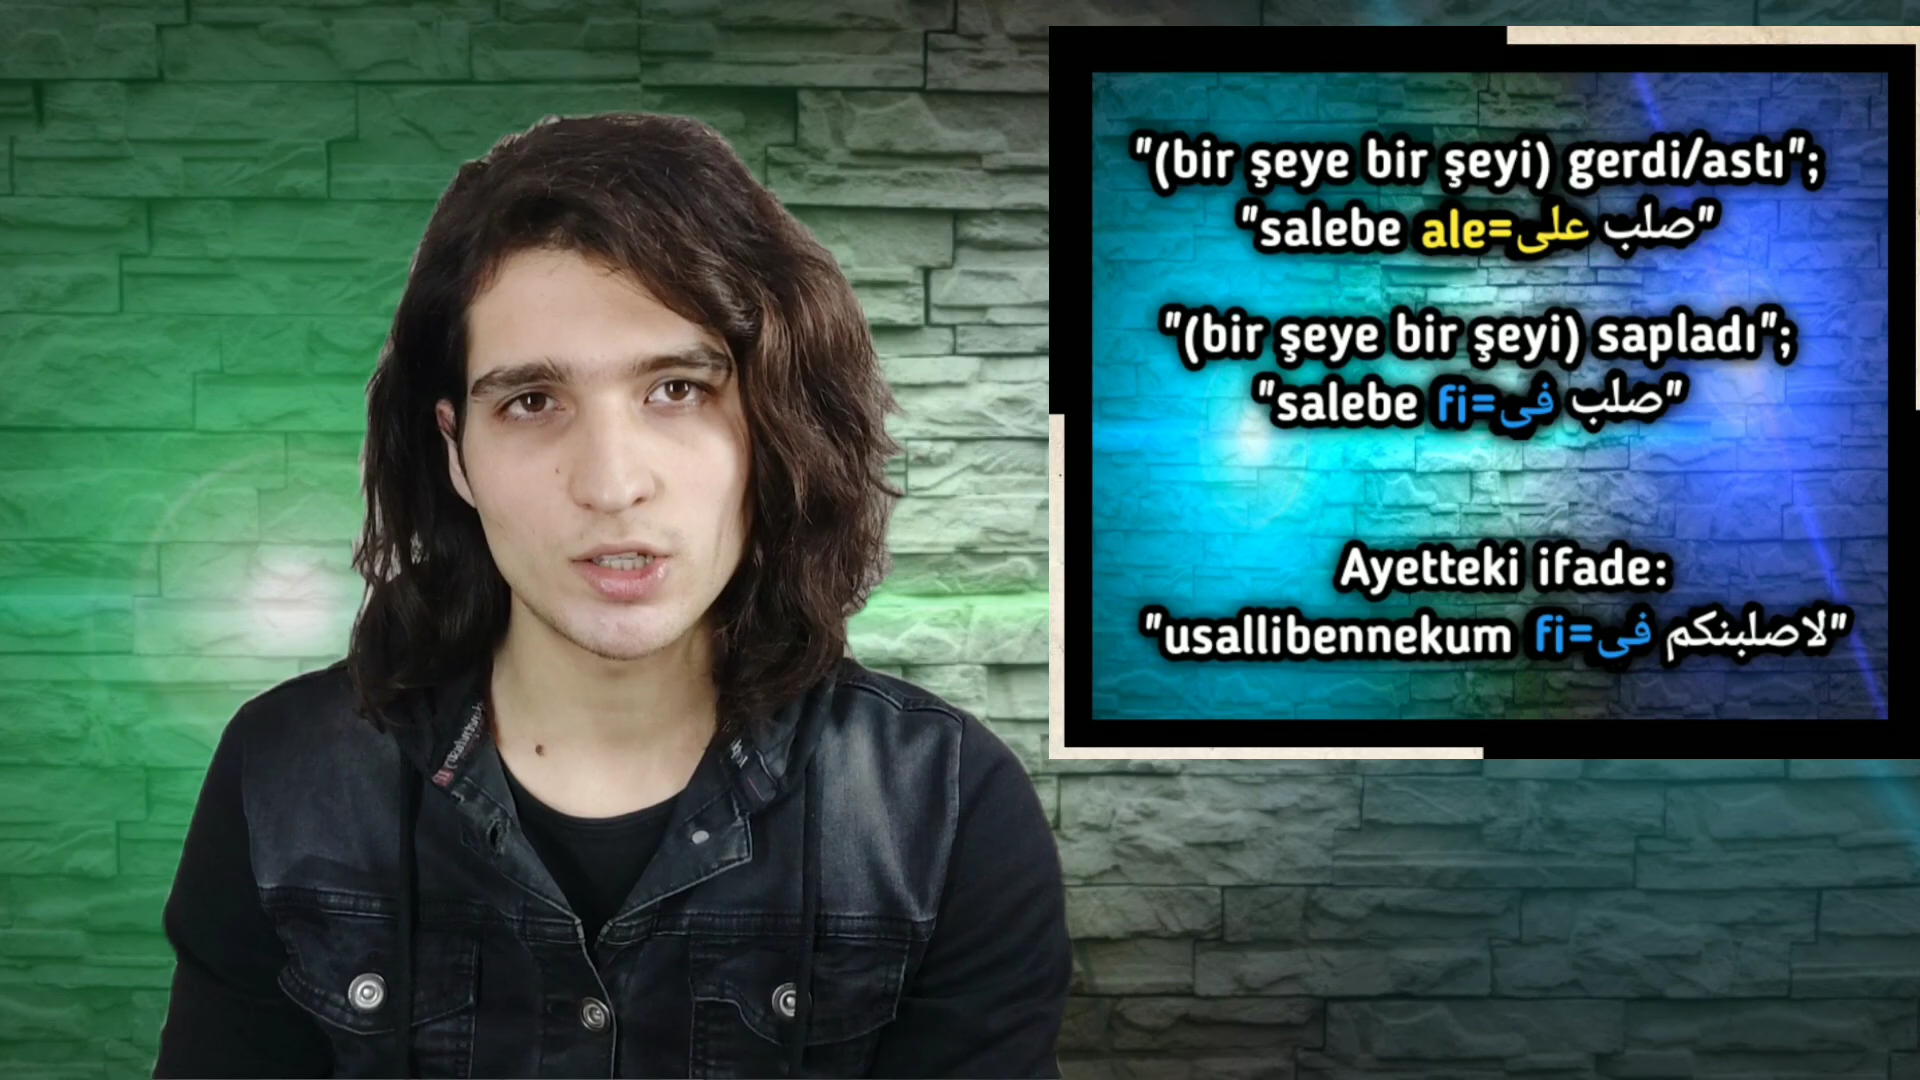 "(bir şeye bir şeyi) gerdi/astı";
"salebe ale=صلب على"
"(bir şeye bir şeyi) sapladı";
"salebe fi=صلب فى"
Ayetteki ifade:
"usallibennekum fi=لاصلبنكم فى"